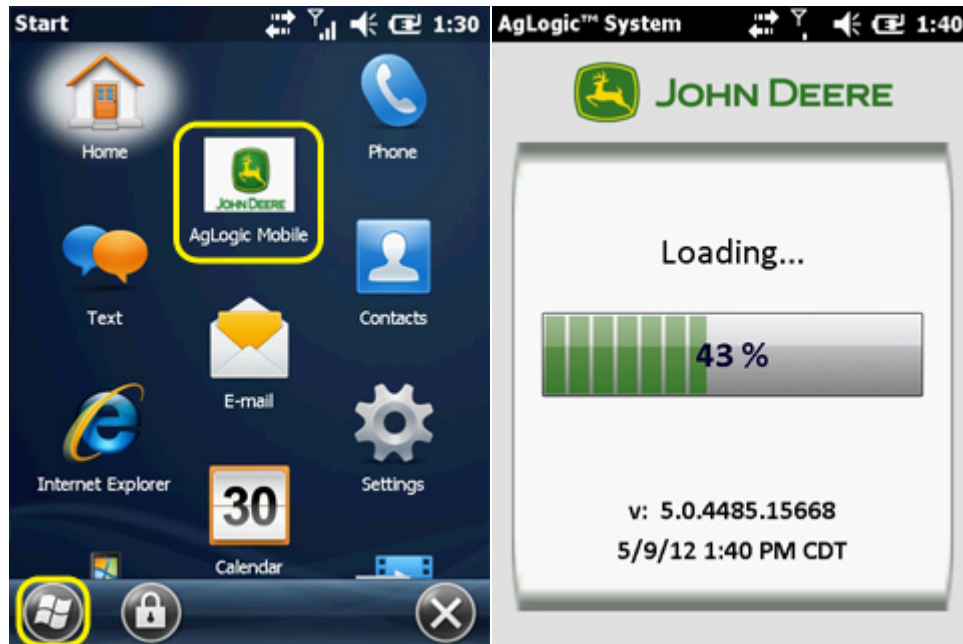 Start 1:30
Home
Phone
JOHN DEERE
AgLogic Mobile
Text
Contacts
E-mail
Internet Explorer
Settings
30
Calendar
AgLogic™ System 1:40
JOHN DEERE
Loading...
43 %
v: 5.0.4485.15668
5/9/12 1:40 PM CDT